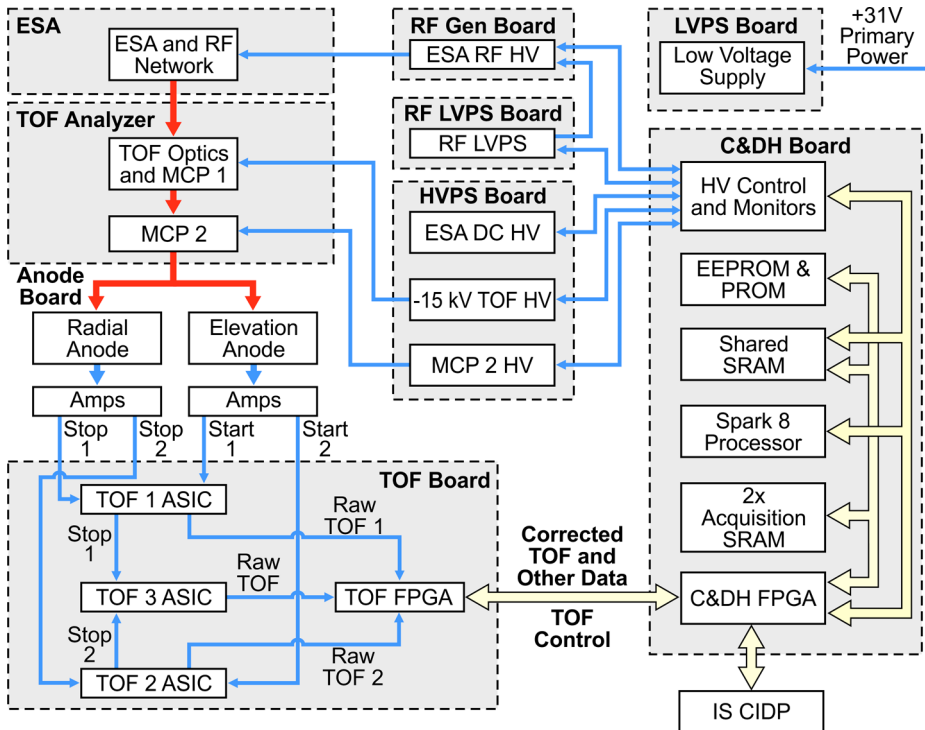 ESA
ESA and RF
Network
RF Gen Board
ESA RF HV
LVPS Board
Low Voltage
Supply
+31V
Primary
Power
TOF Analyzer
TOF Optics
and MCP 1
MCP 2
RF LVPS Board
RF LVPS
HVPS Board
ESA DC HV
-15 kV TOF HV
MCP 2 HV
C&DH Board
HV Control
and Monitors
EEPROM &
PROM
Shared
SRAM
Spark 8
Processor
2x
Acquisition
SRAM
C&DH FPGA
Anode
Board
Radial
Anode
Elevation
Anode
Amps
Amps
Stop
1
Stop
2
Start
1
Start
2
TOF Board
TOF 1 ASIC
Raw
TOF 1
Stop
1
Raw
TOF
TOF 3 ASIC
TOF FPGA
Stop
2
Raw
TOF 2
TOF 2 ASIC
Corrected
TOF and
Other Data
TOF
Control
IS CIDP